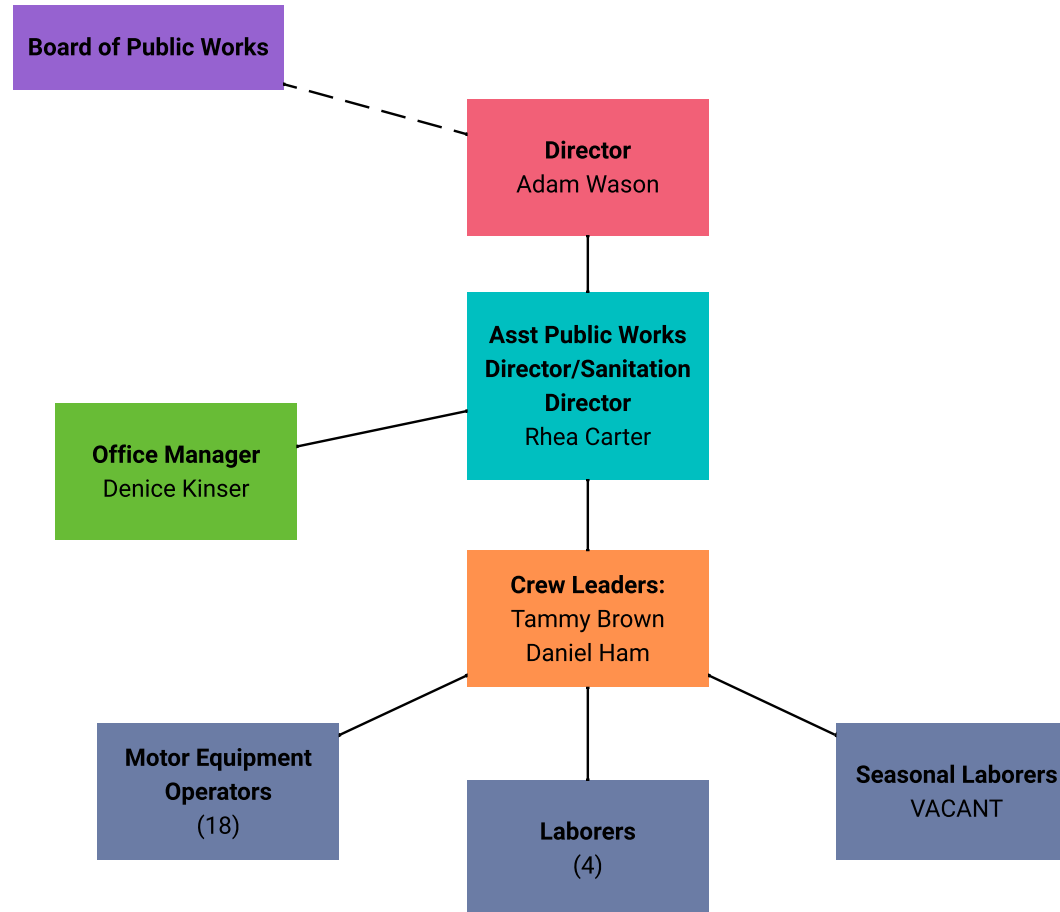 Board of Public Works
Director
Adam Wason
Asst Public Works
Director/Sanitation
Director
Rhea Carter
Office Manager
Denice Kinser
Crew Leaders:
Tammy Brown
Daniel Ham
Motor Equipment
Operators
(18)
Laborers
(4)
Seasonal Laborers
VACANT